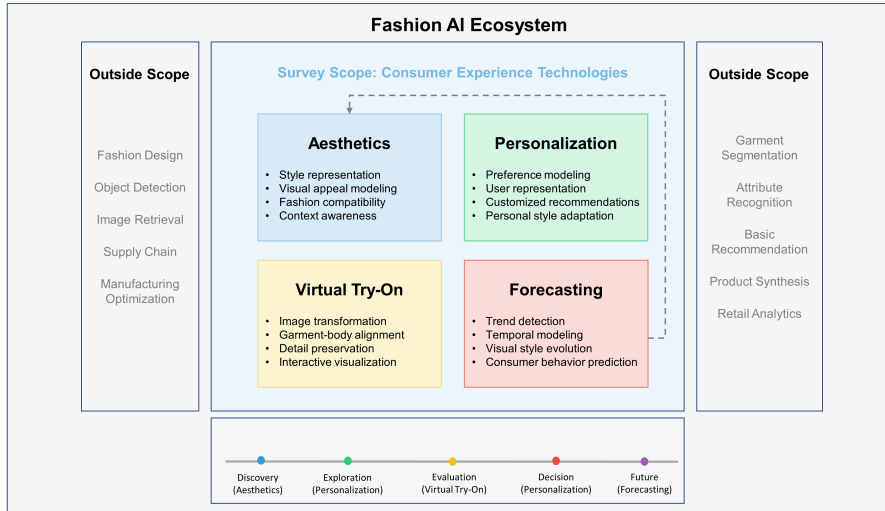 Fashion AI Ecosystem
Outside Scope
Fashion Design
Object Detection
Image Retrieval
Supply Chain
Manufacturing
Optimization
Survey Scope: Consumer Experience Technologies
Aesthetics
• Style representation
• Visual appeal modeling
• Fashion compatibility
• Context awareness
Personalization
• Preference modeling
• User representation
• Customized recommendations
• Personal style adaptation
Virtual Try-On
• Image transformation
• Garment-body alignment
• Detail preservation
• Interactive visualization
Forecasting
• Trend detection
• Temporal modeling
• Visual style evolution
• Consumer behavior prediction
Outside Scope
Garment
Segmentation
Attribute
Recognition
Basic
Recommendation
Product Synthesis
Retail Analytics
Discovery
(Aesthetics)
Exploration
(Personalization)
Evaluation
(Virtual Try-On)
Decision
(Personalization)
Future
(Forecasting)